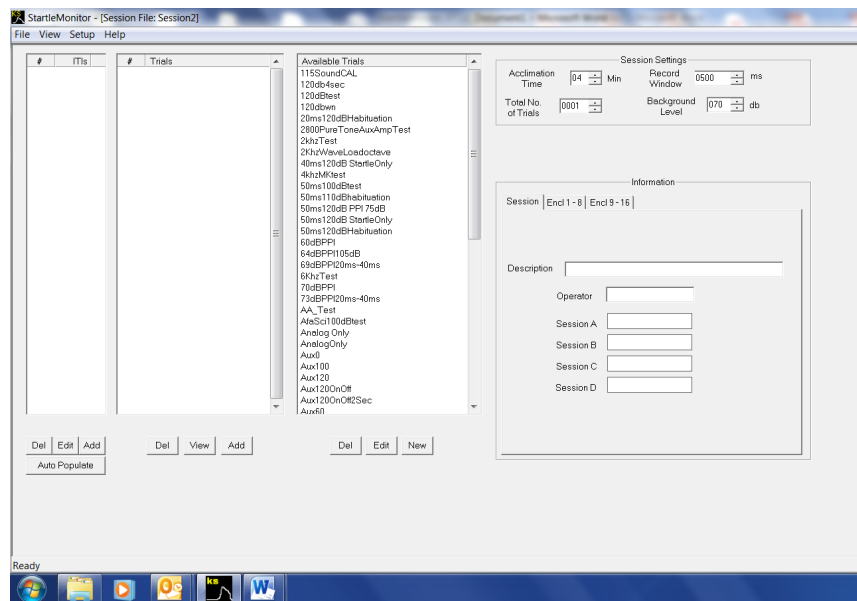 StartleMonitor - [Session File: Session2]
File View Setup Help
# ITIs
# Trials
Available Trials
115SoundCAL
120db4sec
120dBtest
120dbwn
20ms120dBHabituation
2800PureToneAuxAmpTest
2khzTest
2KhzWaveLoadoctave
40ms120dB StartleOnly
4khzMKtest
50ms100dBtest
50ms110dBhabituation
50ms120dB PPI 75dB
50ms120dB StartleOnly
50ms120dBHabituation
60dBPPI
64dBPPI105dB
69dBPPI20ms-40ms
6KhzTest
70dBPPI
73dBPPI20ms-40ms
AA_Test
AfaSci100dBtest
Analog Only
AnalogOnly
Aux0
Aux100
Aux120
Aux120OnOff
Aux120OnOff2Sec
Aux60
Del Edit Add
Auto Populate
Del View Add
Del Edit New
Session Settings
Acclimation Time 04 Min
Record Window 0500 ms
Total No. of Trials 0001
Background Level 070 db
Information
Session Encl 1 - 8 Encl 9 - 16
Description
Operator
Session A
Session B
Session C
Session D
Ready
ks